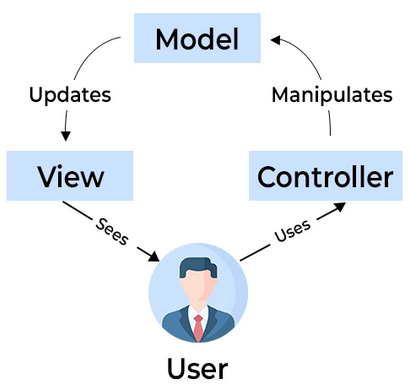 Model
Updates
Manipulates
View
Controller
Sees
Uses
User